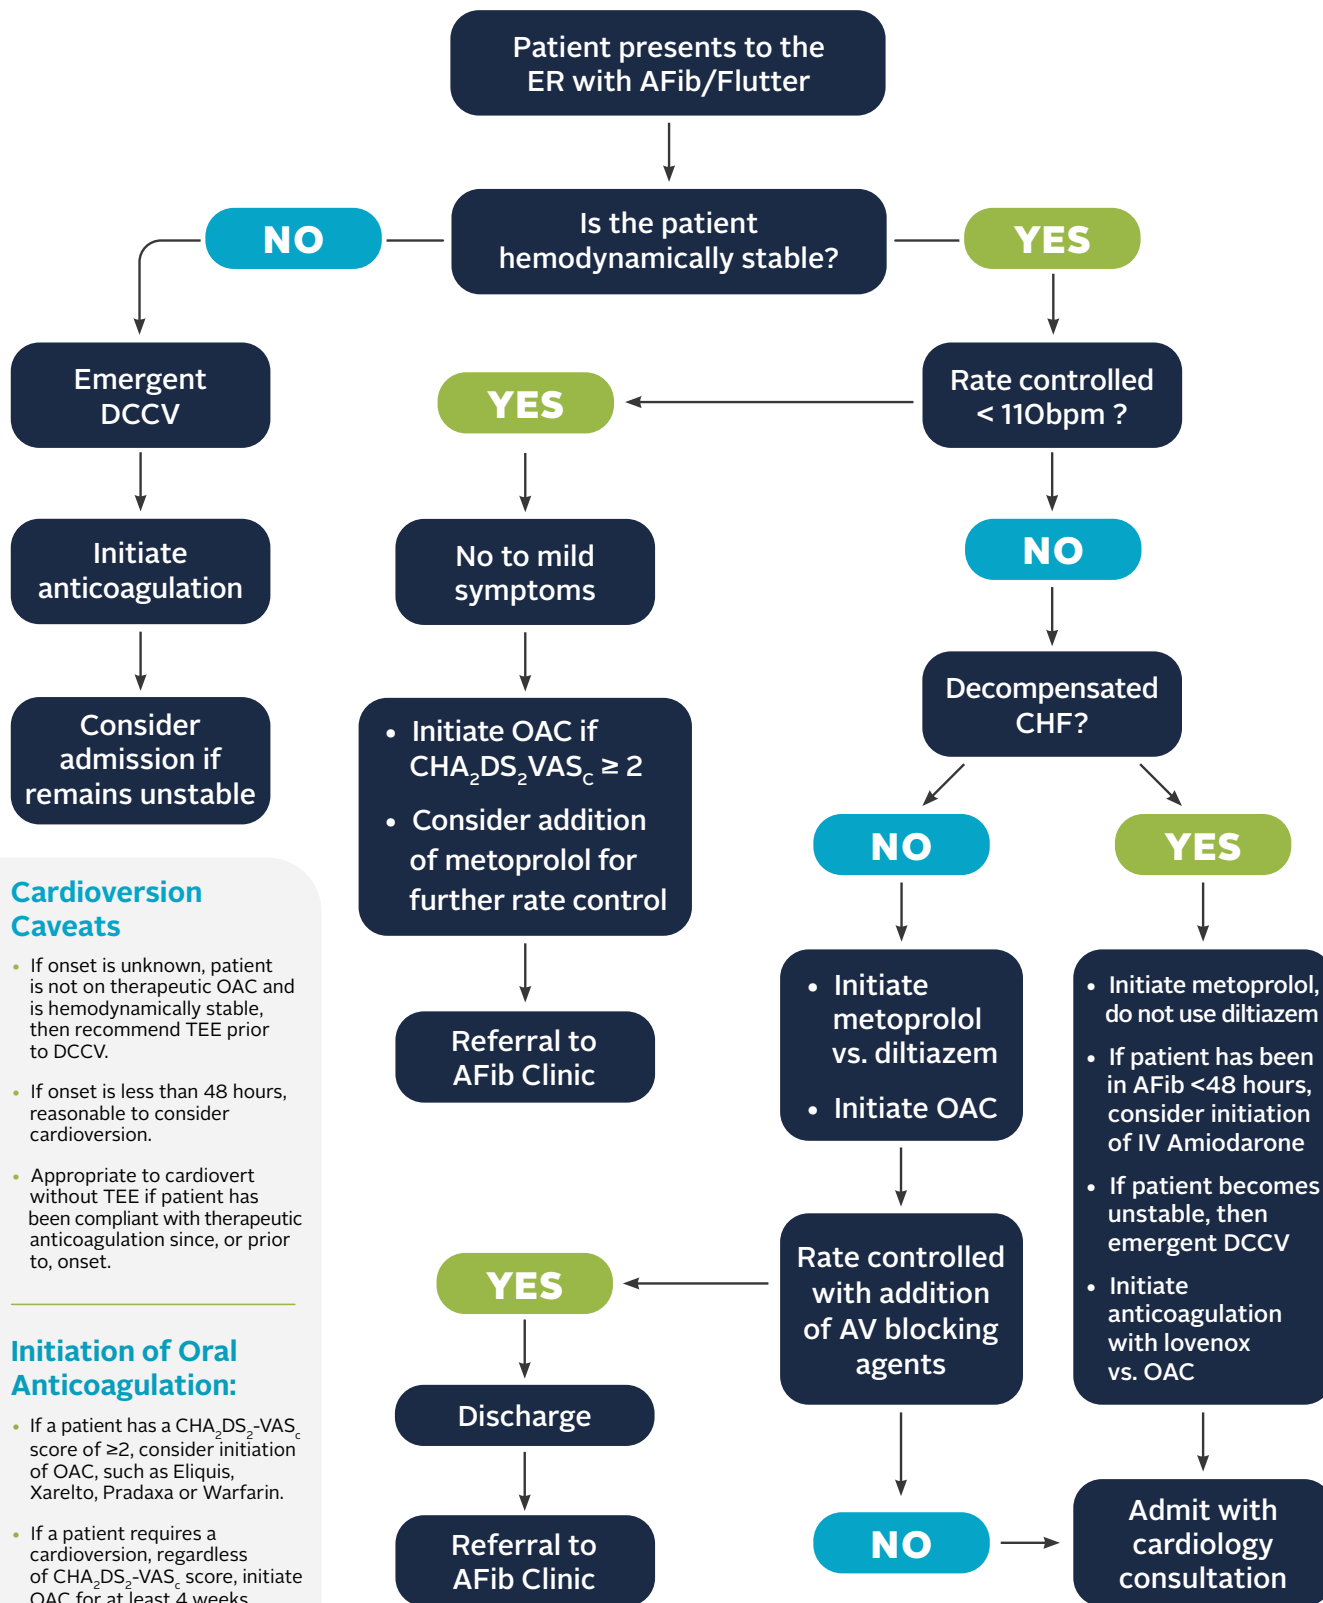 Patient presents to the
ER with AFib/Flutter
Is the patient
hemodynamically stable?
NO
YES
Emergent
DCCV
Initiate
anticoagulation
Consider
admission if
remains unstable
Rate controlled
< 110bpm ?
YES
No to mild
symptoms
• Initiate OAC if
CHA₂DS₂VAS꜀ ≥ 2
• Consider addition
of metoprolol for
further rate control
Referral to
AFib Clinic
NO
Decompensated
CHF?
NO
YES
• Initiate
metoprolol
vs. diltiazem
• Initiate OAC
• Initiate metoprolol,
do not use diltiazem
• If patient has been
in AFib <48 hours,
consider initiation
of IV Amiodarone
• If patient becomes
unstable, then
emergent DCCV
• Initiate
anticoagulation
with lovenox
vs. OAC
Rate controlled
with addition
of AV blocking
agents
YES
Discharge
Referral to
AFib Clinic
NO
Admit with
cardiology
consultation
Cardioversion
Caveats
• If onset is unknown, patient
is not on therapeutic OAC and
is hemodynamically stable,
then recommend TEE prior
to DCCV.
• If onset is less than 48 hours,
reasonable to consider
cardioversion.
• Appropriate to cardiovert
without TEE if patient has
been compliant with therapeutic
anticoagulation since, or prior
to, onset.
Initiation of Oral
Anticoagulation:
• If a patient has a CHA₂DS₂-VAS꜀
score of ≥2, consider initiation
of OAC, such as Eliquis,
Xarelto, Pradaxa or Warfarin.
• If a patient requires a
cardioversion, regardless
of CHA₂DS₂-VAS꜀ score, initiate
OAC for at least 4 weeks